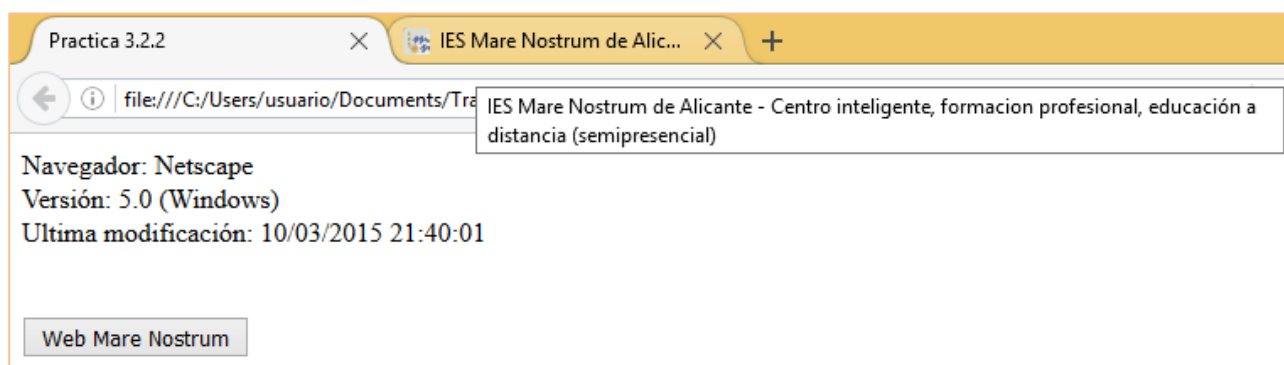 Practica 3.2.2
IES Mare Nostrum de Alic...
file:///C:/Users/usuario/Documents/Tra
IES Mare Nostrum de Alicante - Centro inteligente, formacion profesional, educación a
distancia (semipresencial)
Navegador: Netscape
Versión: 5.0 (Windows)
Ultima modificación: 10/03/2015 21:40:01
Web Mare Nostrum